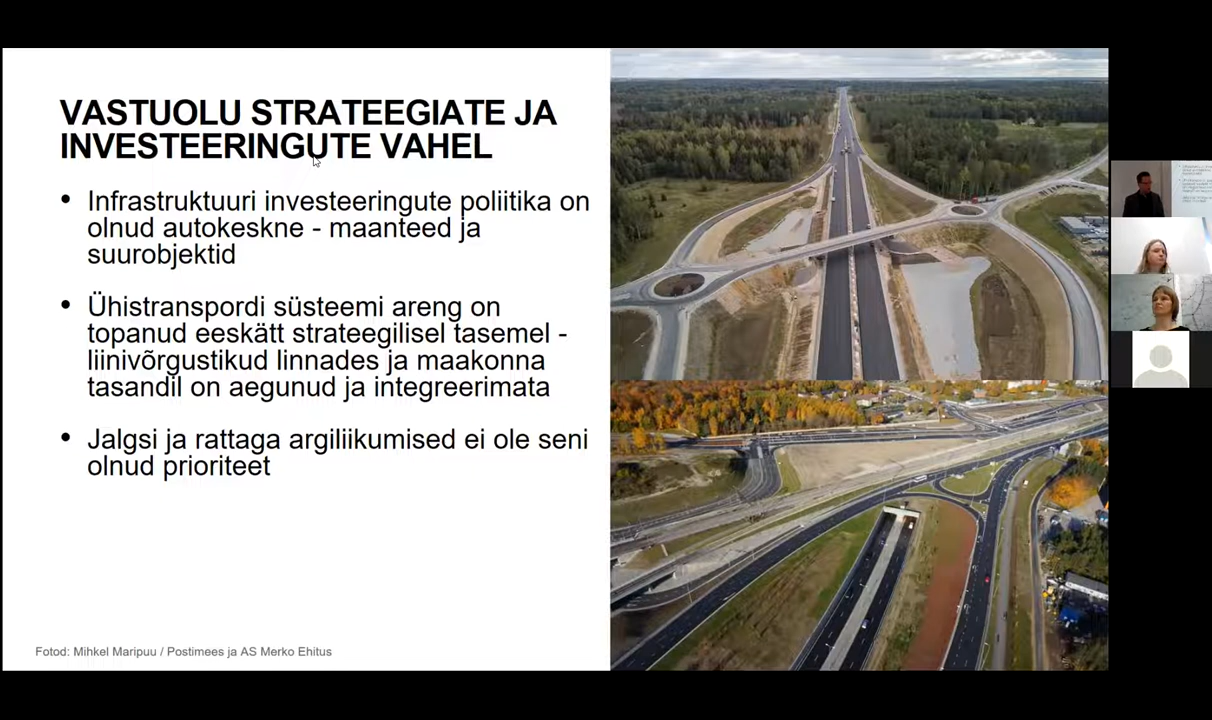 VASTUOLU STRATEEGIATE JA
INVESTEERINGUTE VAHEL
• Infrastruktuuri investeeringute poliitika on
olnud autokeskne - maanteed ja
suurobjektid
• Ühistranspordi süsteemi areng on
topanud eeskätt strateegilisel tasemel -
liinivõrgustikud linnades ja maakonna
tasandil on aegunud ja integreerimata
• Jalgsi ja rattaga argiliikumised ei ole seni
olnud prioriteet
Fotod: Mihkel Maripuu / Postimees ja AS Merko Ehitus